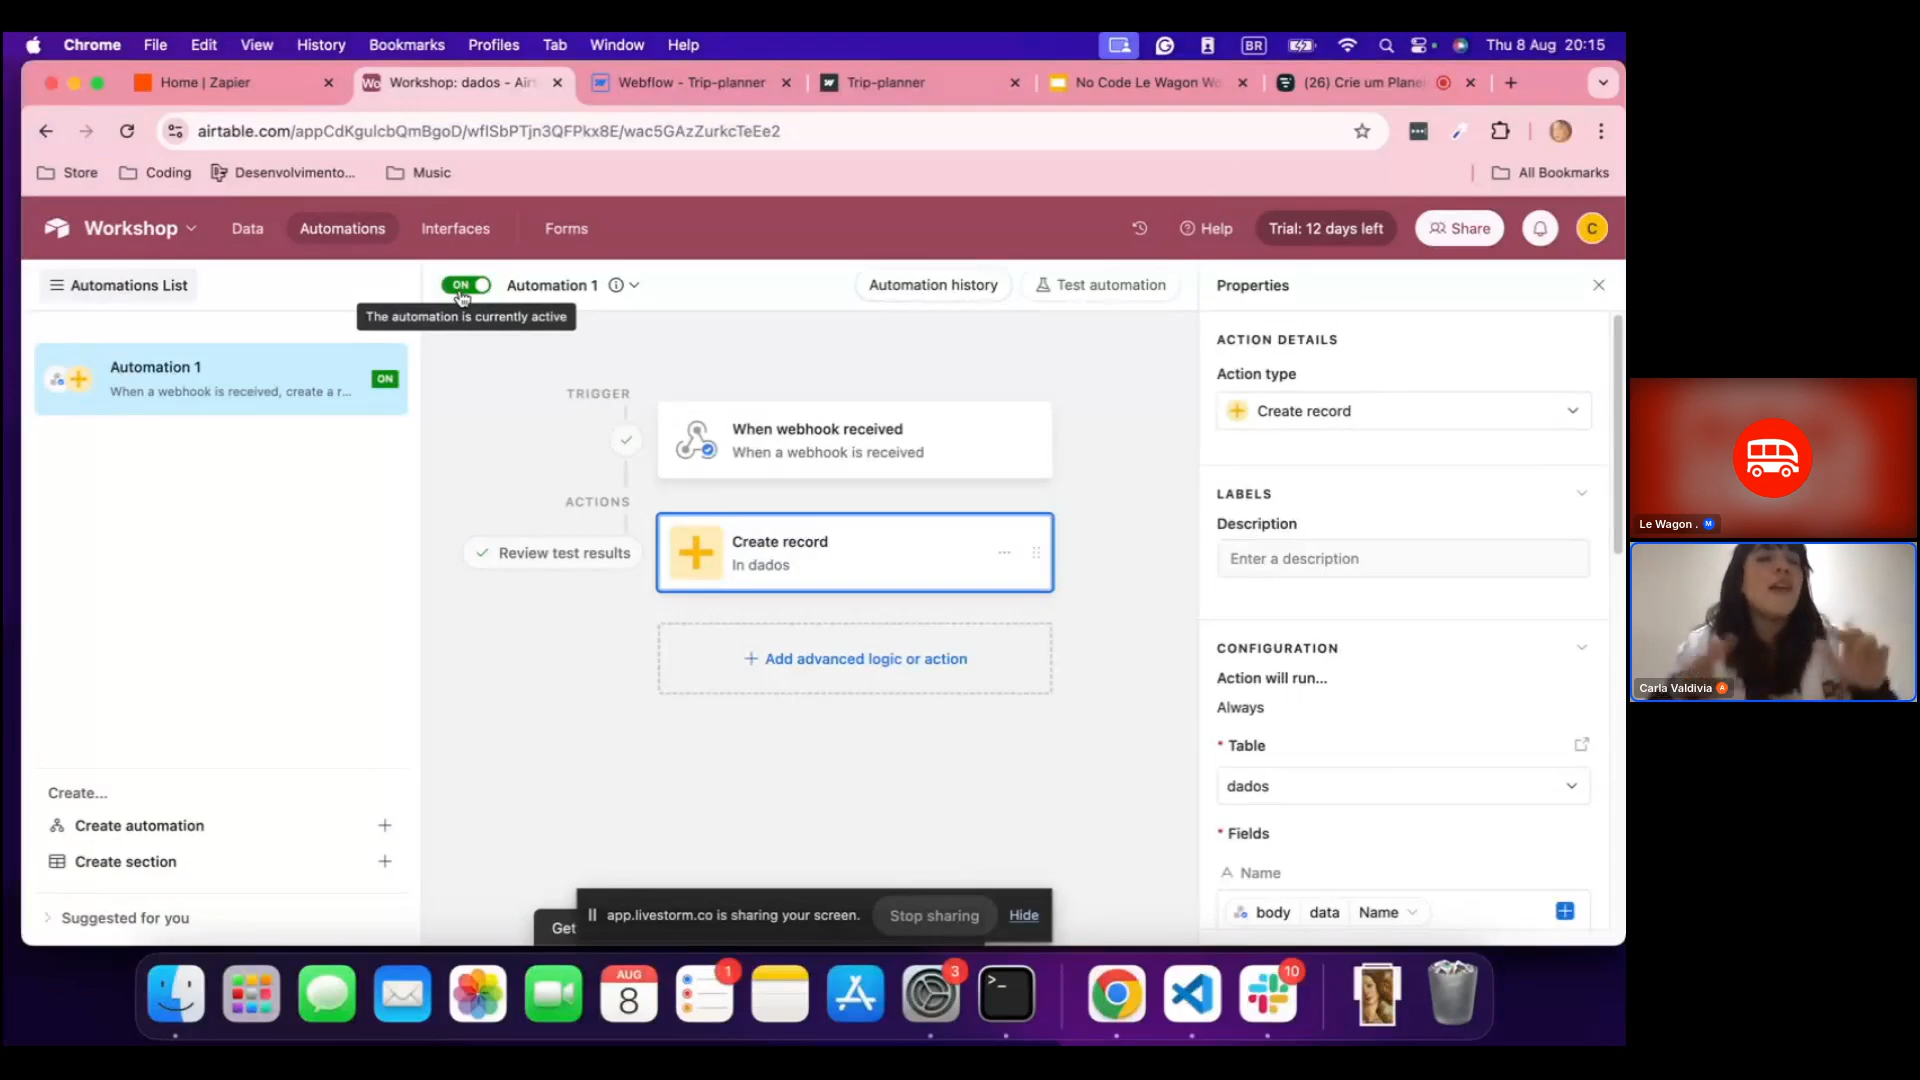 Chrome File Edit View History Bookmarks Profiles Tab Window Help BR Thu 8 Aug 20:15
Home | Zapier
Workshop: dados - Air
Webflow - Trip-planner
Trip-planner
No Code Le Wagon Wo
(26) Crie um Plane
airtable.com/appCdKgulcbQmBgoD/wflSbPTjn3QFPkx8E/wac5GAzZurkcTeEe2
Store Coding Desenvolvimento... Music All Bookmarks
Workshop Data Automations Interfaces Forms Help Trial: 12 days left Share C
Automations List
ON Automation 1
Automation history Test automation
Properties
The automation is currently active
Automation 1
When a webhook is received, create a r...
ON
TRIGGER
When webhook received
When a webhook is received
ACTIONS
Review test results
Create record
In dados
+ Add advanced logic or action
ACTION DETAILS
Action type
Create record
LABELS
Description
Enter a description
CONFIGURATION
Action will run...
Always
* Table
dados
* Fields
A Name
body data Name
Create...
Create automation
Create section
Suggested for you
Get
app.livestorm.co is sharing your screen. Stop sharing Hide
AUG
8
1
3
10
Le Wagon . M
Carla Valdivia A